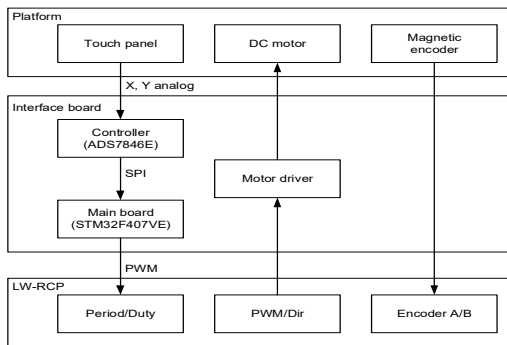 Platform
Touch panel
DC motor
Magnetic
encoder
X, Y analog
Interface board
Controller
(ADS7846E)
SPI
Motor driver
Main board
(STM32F407VE)
PWM
LW-RCP
Period/Duty
PWM/Dir
Encoder A/B